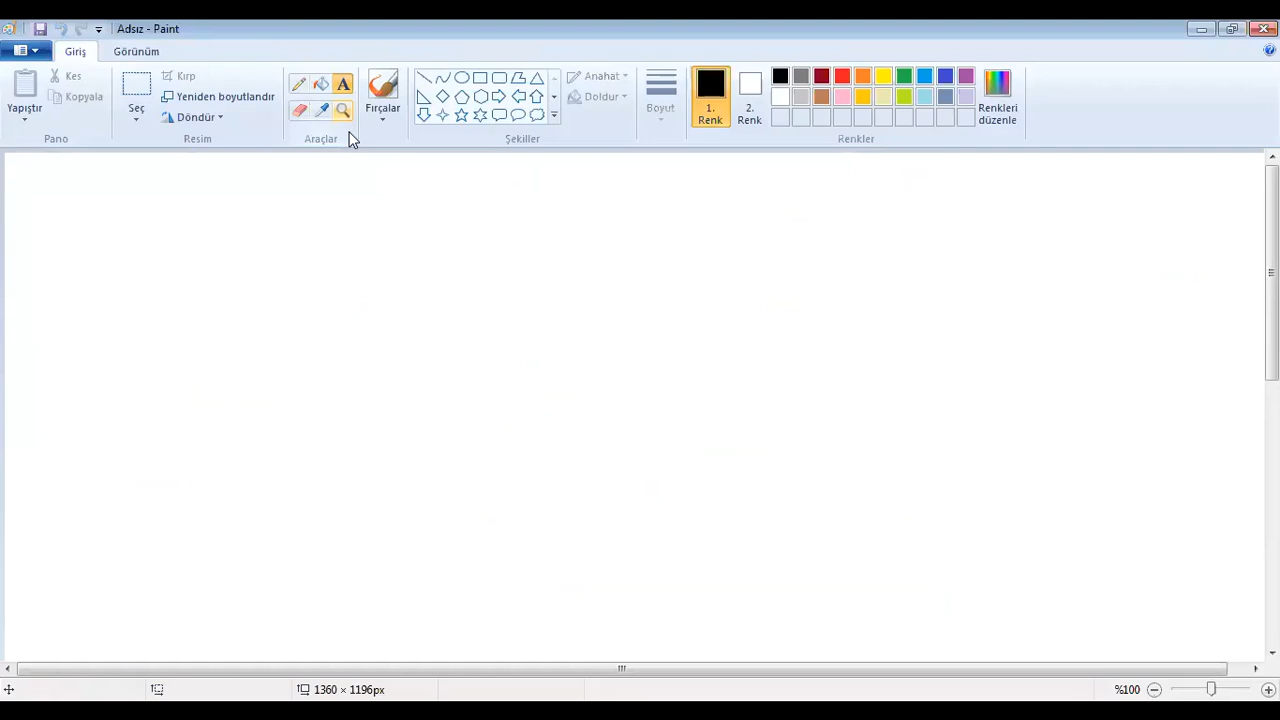 Adsız - Paint
Giriş Görünüm
Yapıştır
Kes
Kopyala
Pano
Seç
Kırp
Yeniden boyutlandır
Döndür
Resim
A
Araçlar
Fırçalar
Şekiller
Anahat
Doldur
Boyut
1.
Renk
2.
Renk
Renkleri
düzenle
Renkler
1360 × 1196px
%100